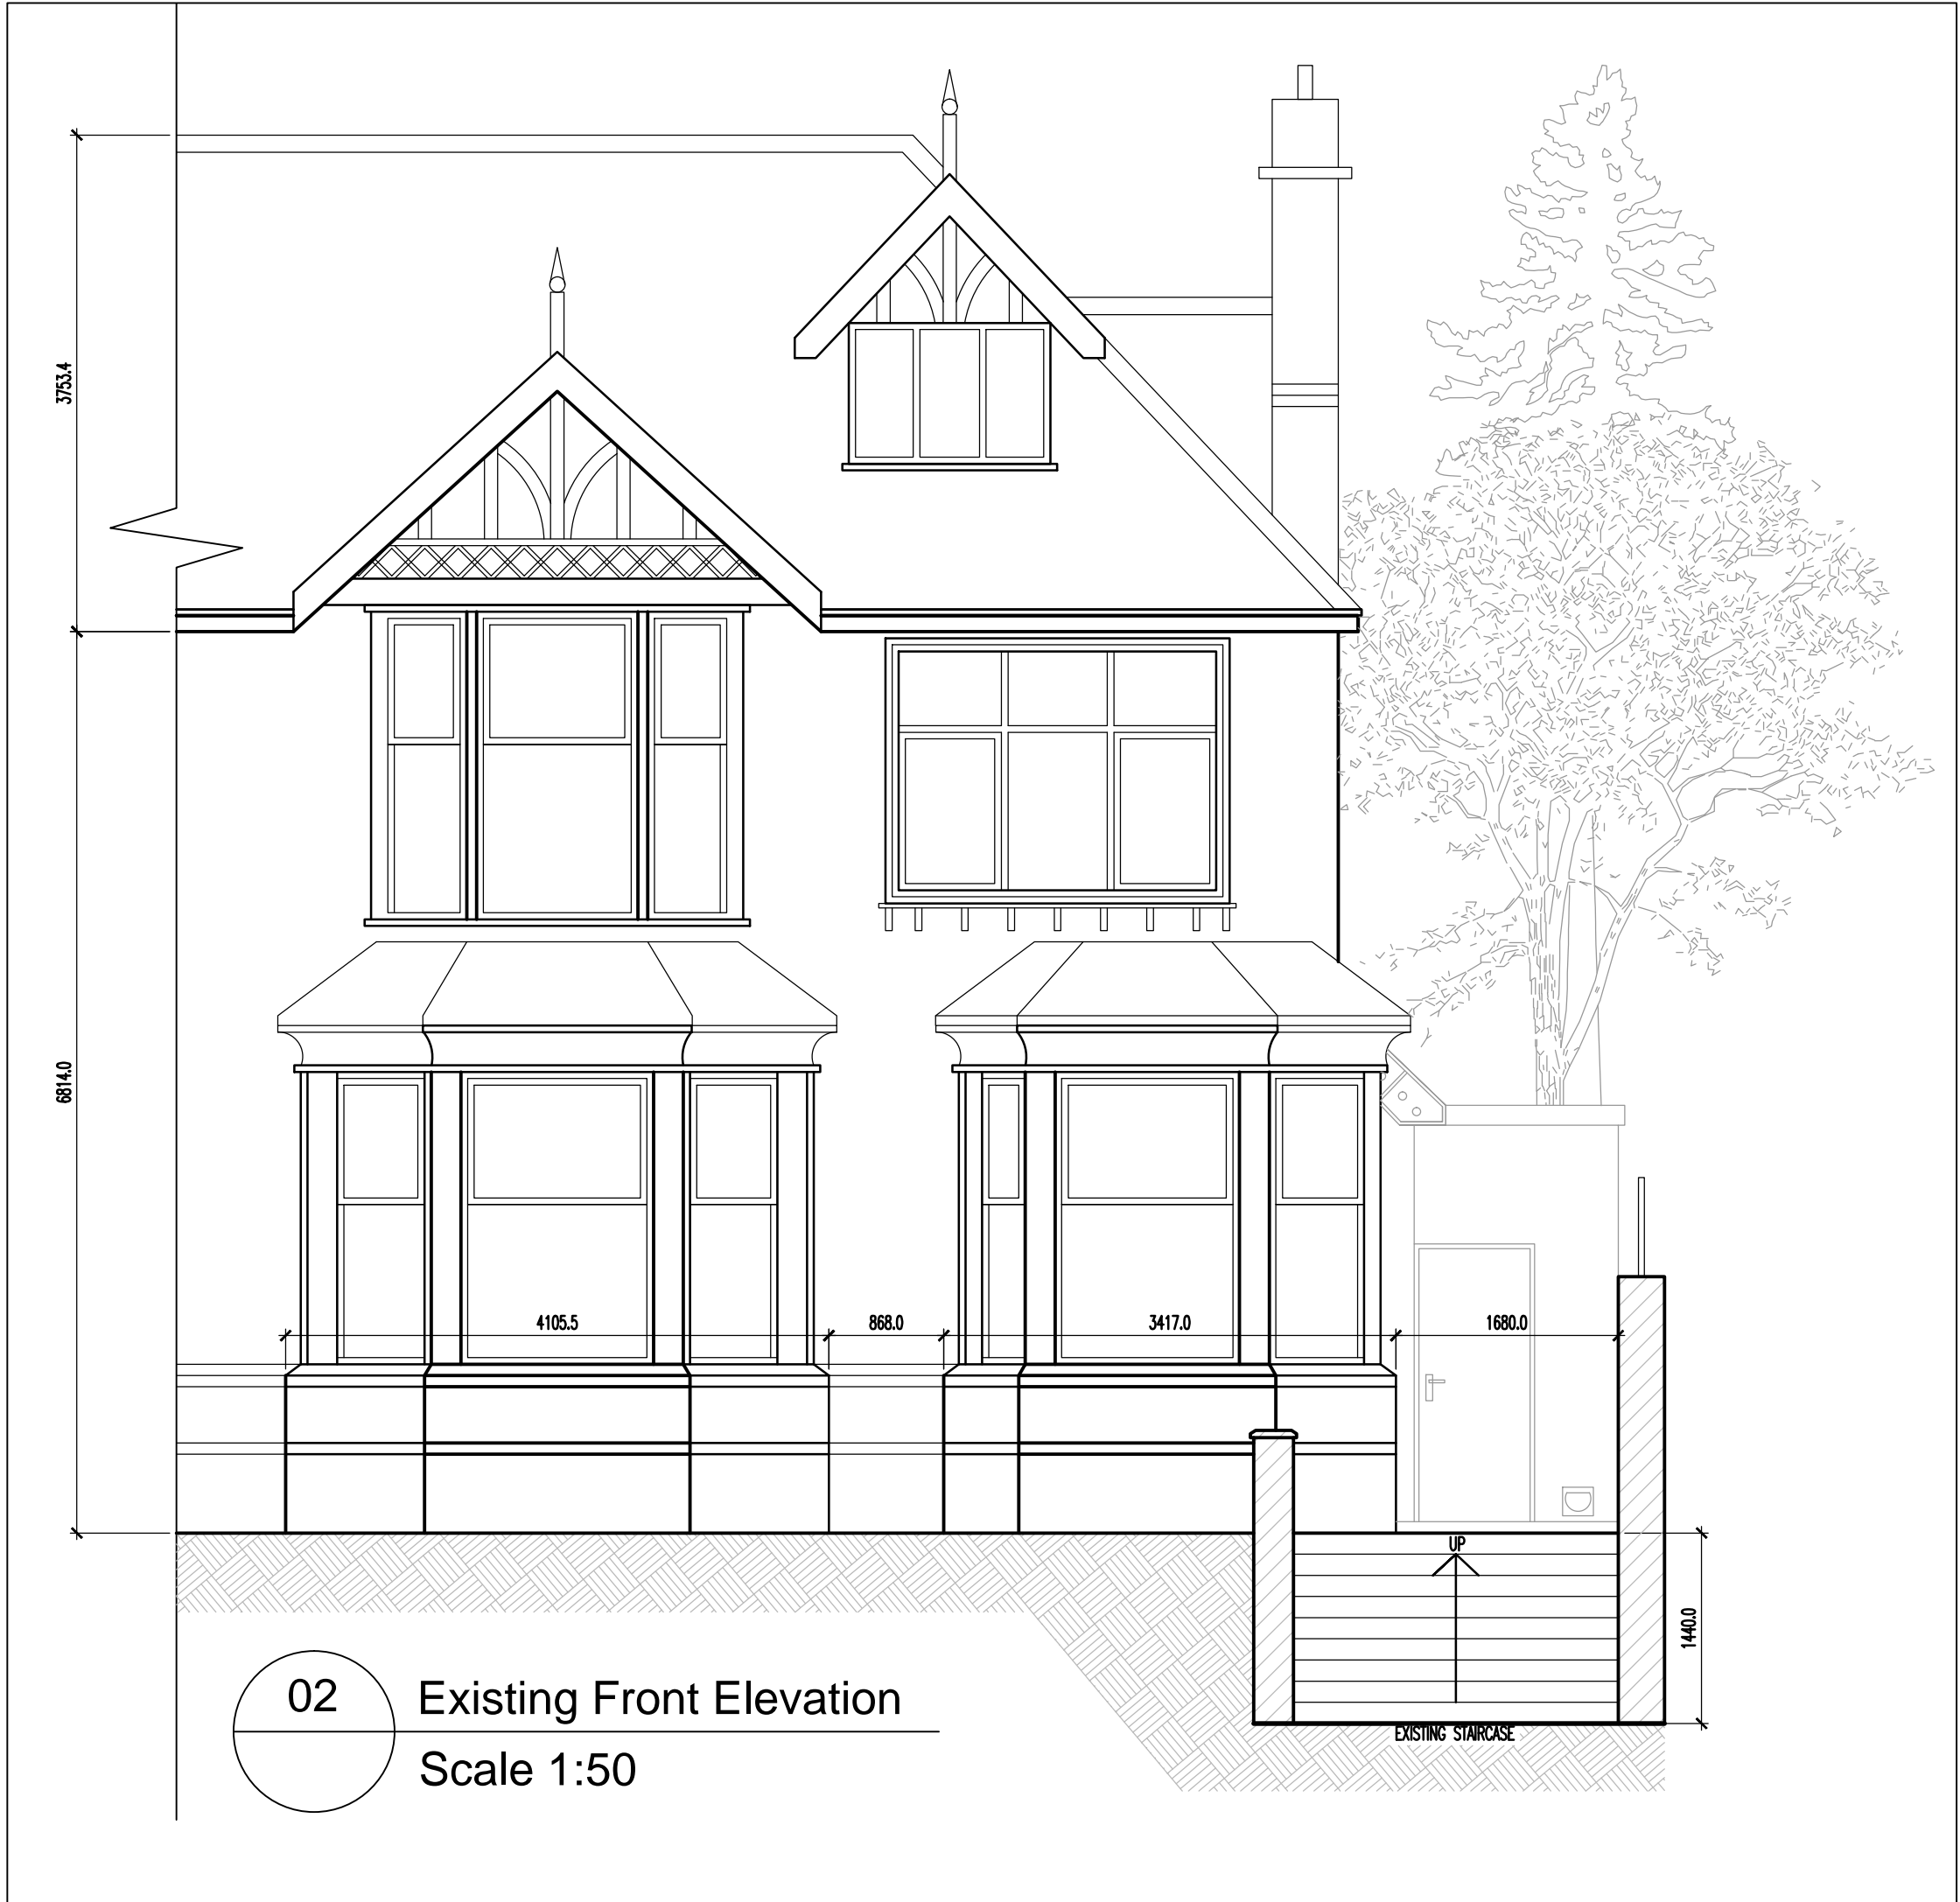 3753.4
6814.0
4105.5
868.0
3417.0
1680.0
UP
1440.0
EXISTING STAIRCASE
02
Existing Front Elevation
Scale 1:50